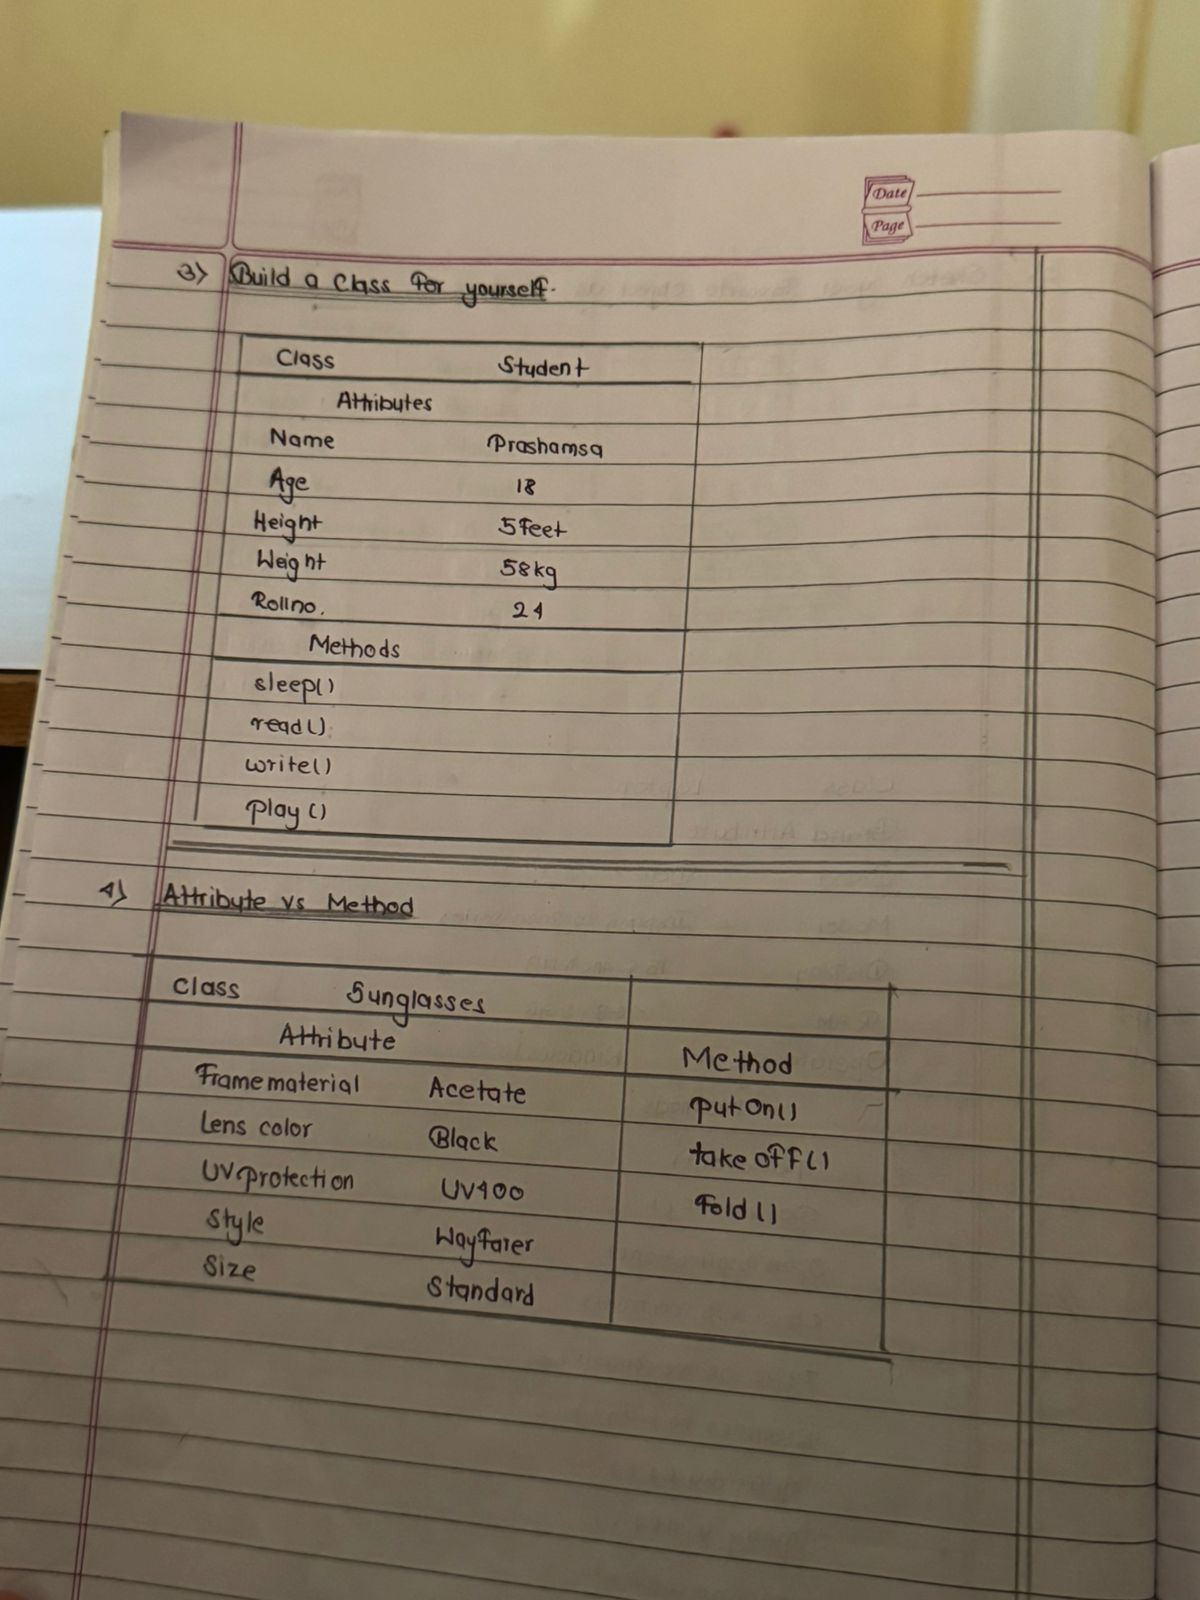 Date
Page
3) Build a Class for yourself.
Class Student
Attributes
Name Prashamsa
Age 18
Height 5feet
Weight 58kg
Rollno. 24
Methods
sleep()
read()
write()
play()
4) Attribute vs Method
Class Sunglasses
Attribute Method
Frame material Acetate put On()
Lens color Black take off()
UV protection UV400 fold()
Style Wayfarer
Size Standard